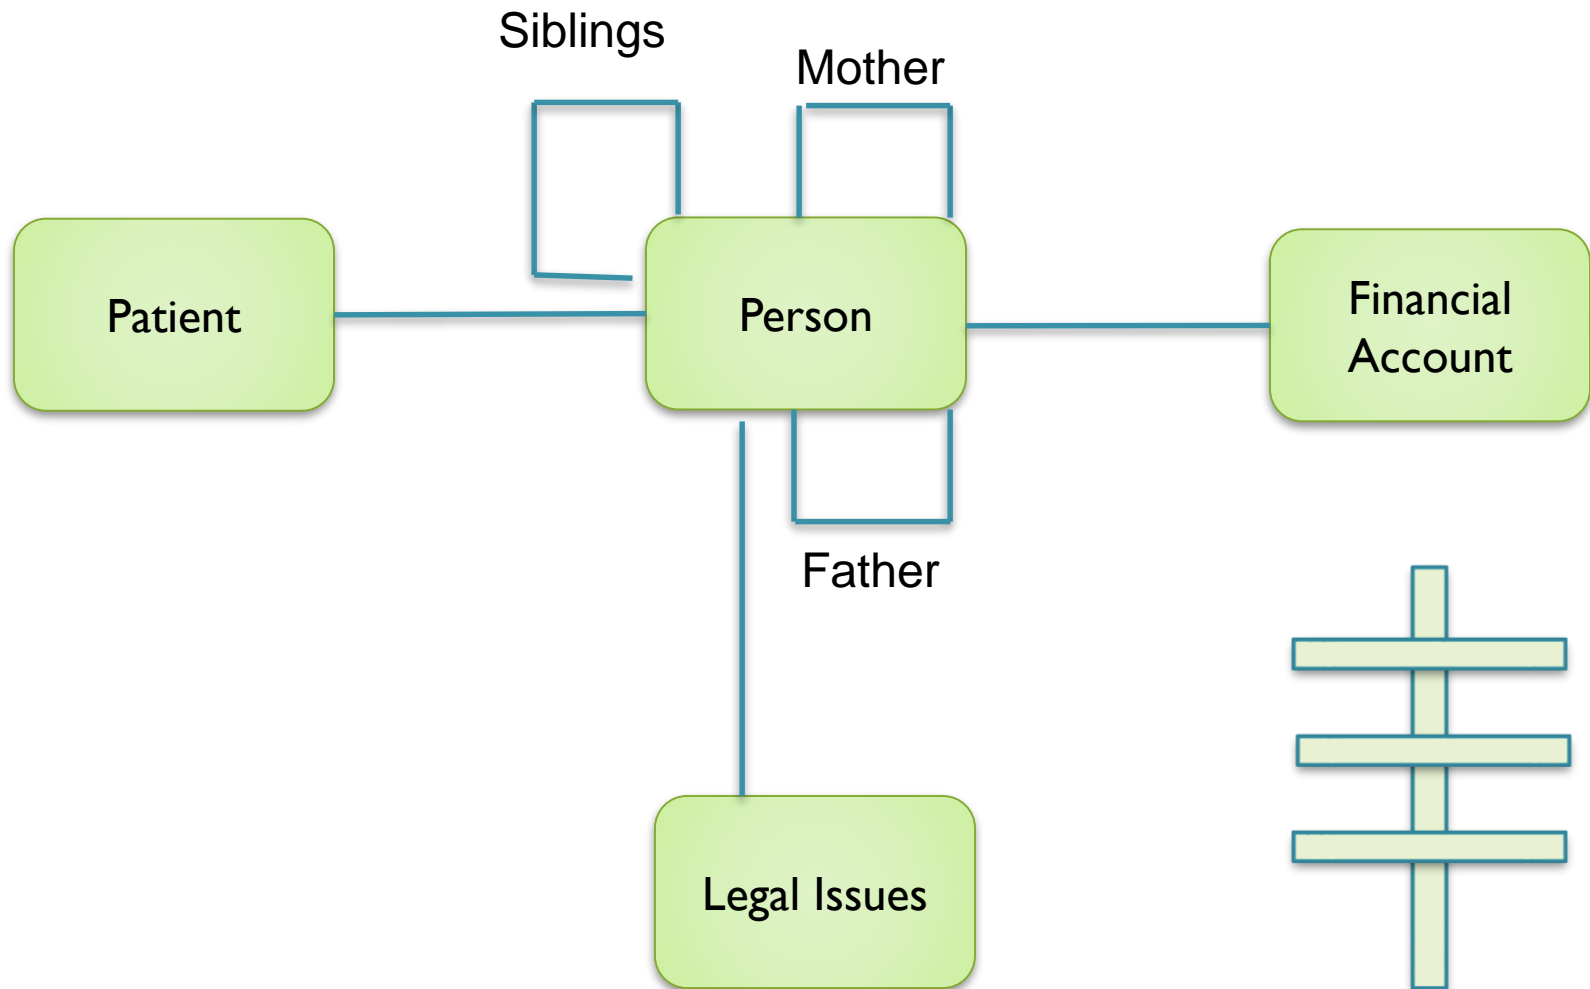 Siblings
Mother
Patient
Person
Financial
Account
Father
Legal Issues